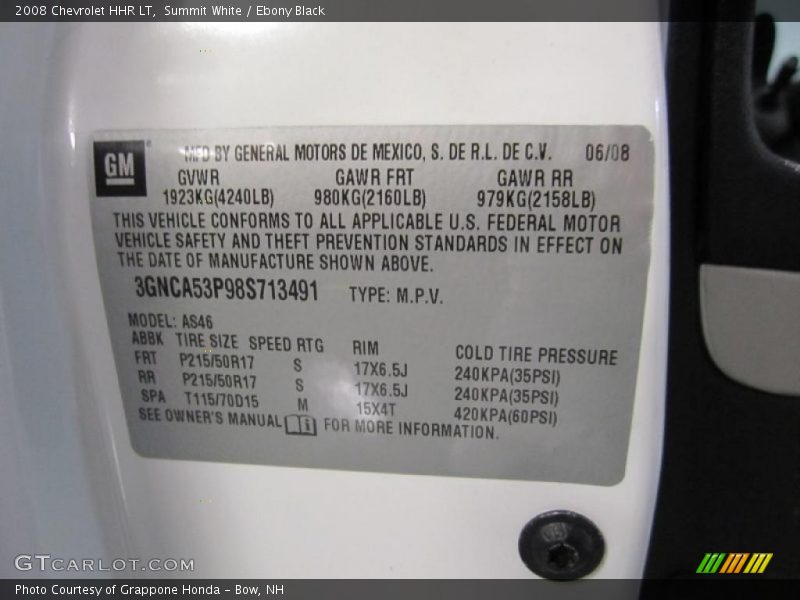 2008 Chevrolet HHR LT, Summit White / Ebony Black
GM MFD BY GENERAL MOTORS DE MEXICO, S. DE R.L. DE C.V. 06/08
GVWR GAWR FRT GAWR RR
1923KG(4240LB) 980KG(2160LB) 979KG(2158LB)
THIS VEHICLE CONFORMS TO ALL APPLICABLE U.S. FEDERAL MOTOR
VEHICLE SAFETY AND THEFT PREVENTION STANDARDS IN EFFECT ON
THE DATE OF MANUFACTURE SHOWN ABOVE.
3GNCA53P98S713491 TYPE: M.P.V.
MODEL: AS46
ABBK TIRE SIZE SPEED RTG RIM COLD TIRE PRESSURE
FRT P215/50R17 S 17X6.5J 240KPA(35PSI)
RR P215/50R17 S 17X6.5J 240KPA(35PSI)
SPA T115/70D15 M 15X4T 420KPA(60PSI)
SEE OWNER'S MANUAL FOR MORE INFORMATION.
GTCARLOT.COM
Photo Courtesy of Grappone Honda - Bow, NH